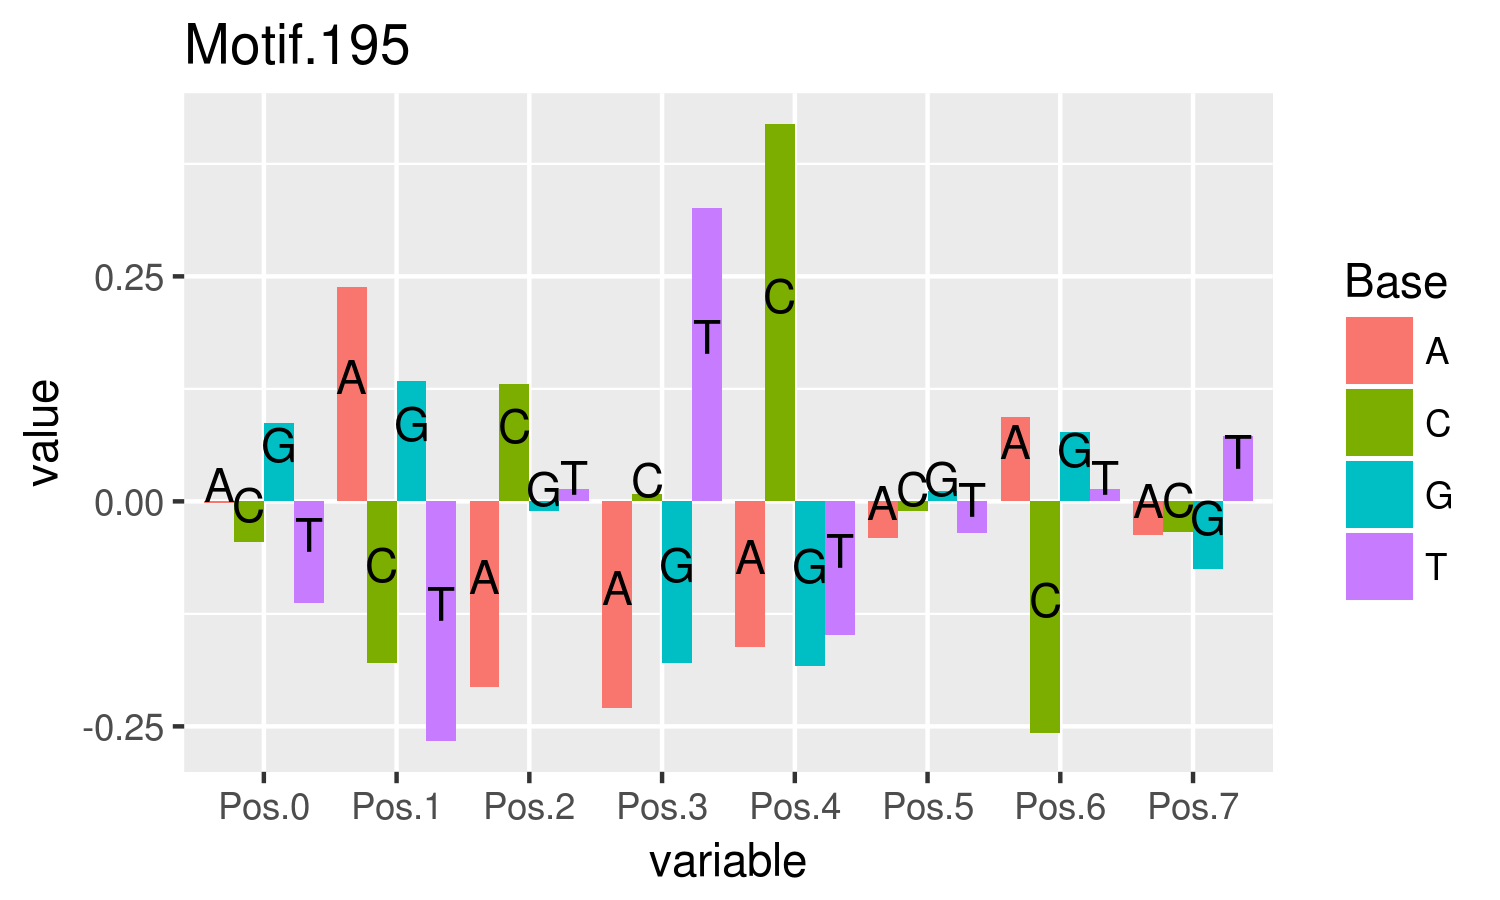 Motif.195
value
0.25
0.00
-0.25
A C G T A C G T A C G T A C G T A C G T A C G T A C G T A C G T
Pos.0 Pos.1 Pos.2 Pos.3 Pos.4 Pos.5 Pos.6 Pos.7
variable
Base
A
C
G
T